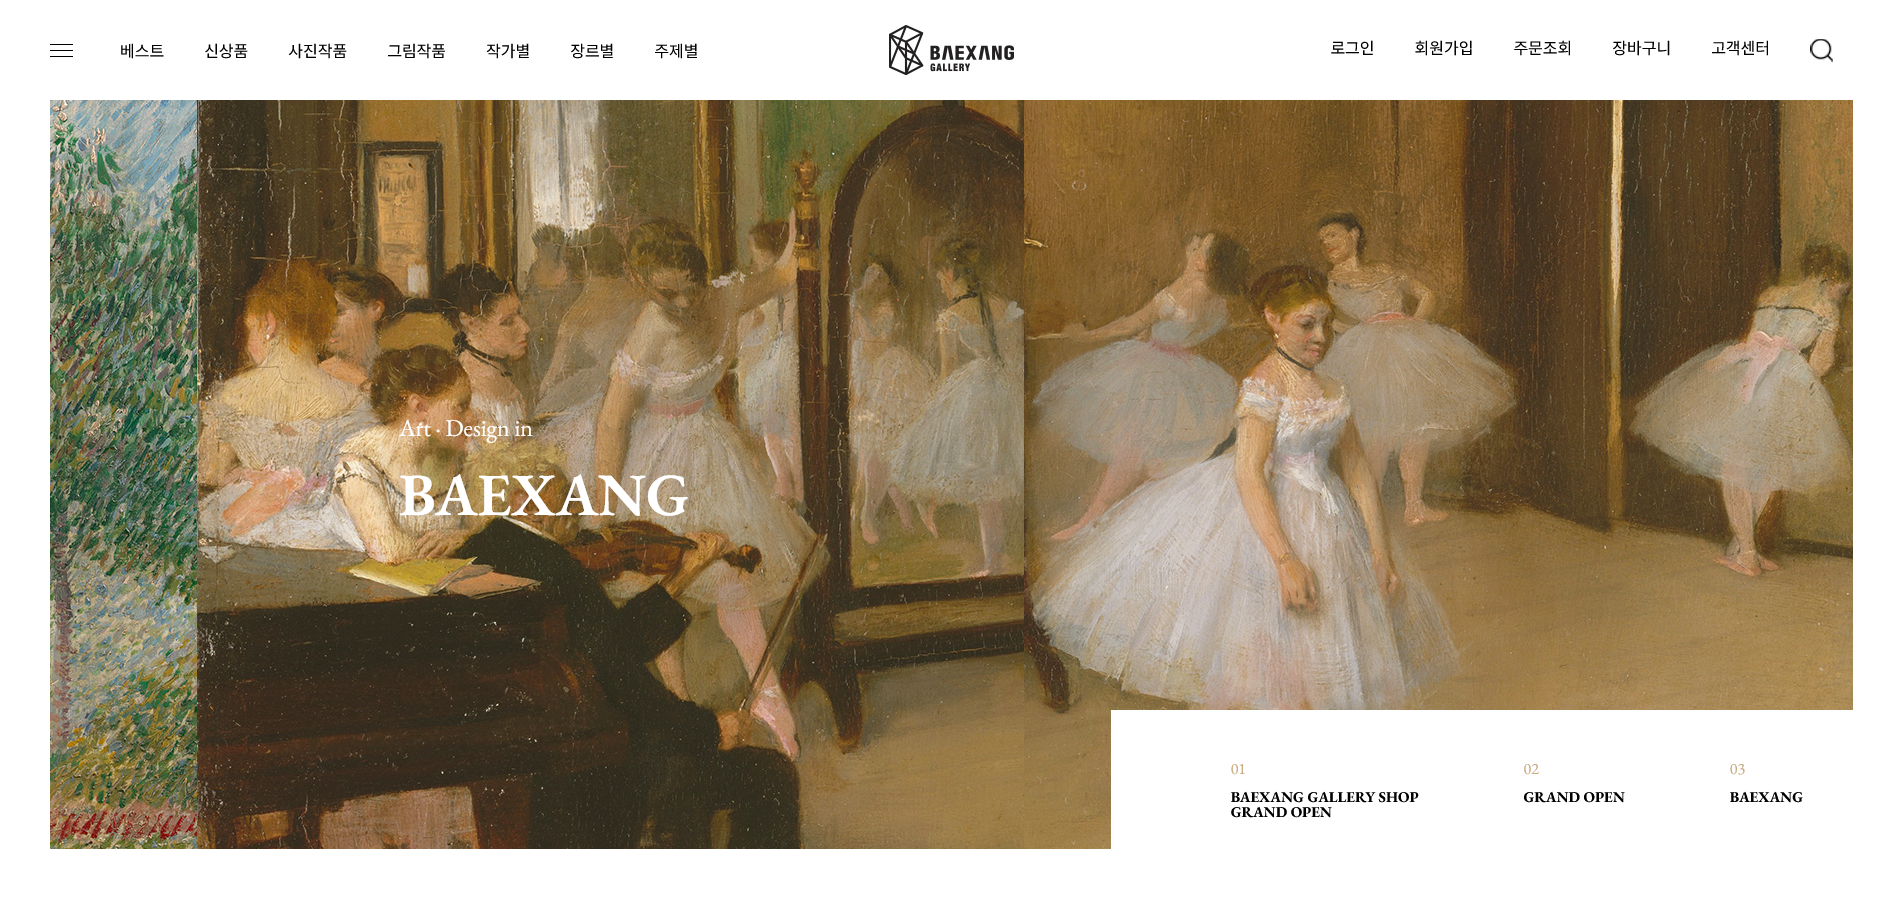 베스트 신상품 사진작품 그림작품 작가별 장르별 주제별
BAEXANG
GALLERY
로그인 회원가입 주문조회 장바구니 고객센터
Art · Design in
BAEXANG
01
BAEXANG GALLERY SHOP
GRAND OPEN
02
GRAND OPEN
03
BAEXANG